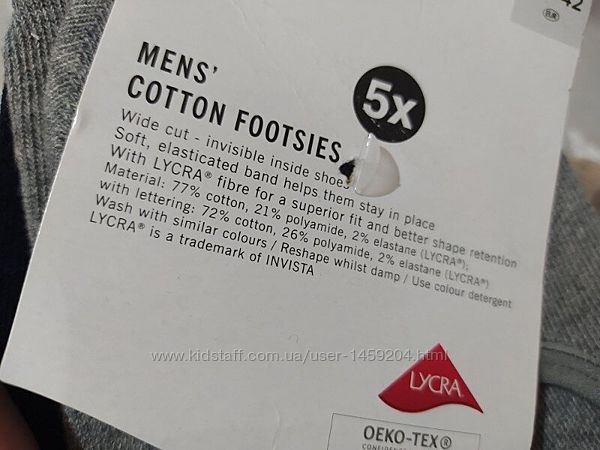 42
EUR
MENS'
COTTON FOOTSIES
5x
Wide cut - invisible inside shoes
Soft, elasticated band helps them stay in place
With LYCRA® fibre for a superior fit and better shape retention
Material: 77% cotton, 21% polyamide, 2% elastane (LYCRA®);
with lettering: 72% cotton, 26% polyamide, 2% elastane (LYCRA®)
Wash with similar colours / Reshape whilst damp / Use colour detergent
LYCRA® is a trademark of INVISTA
www.kidstaff.com.ua/user-1459204.html
LYCRA®
OEKO-TEX®